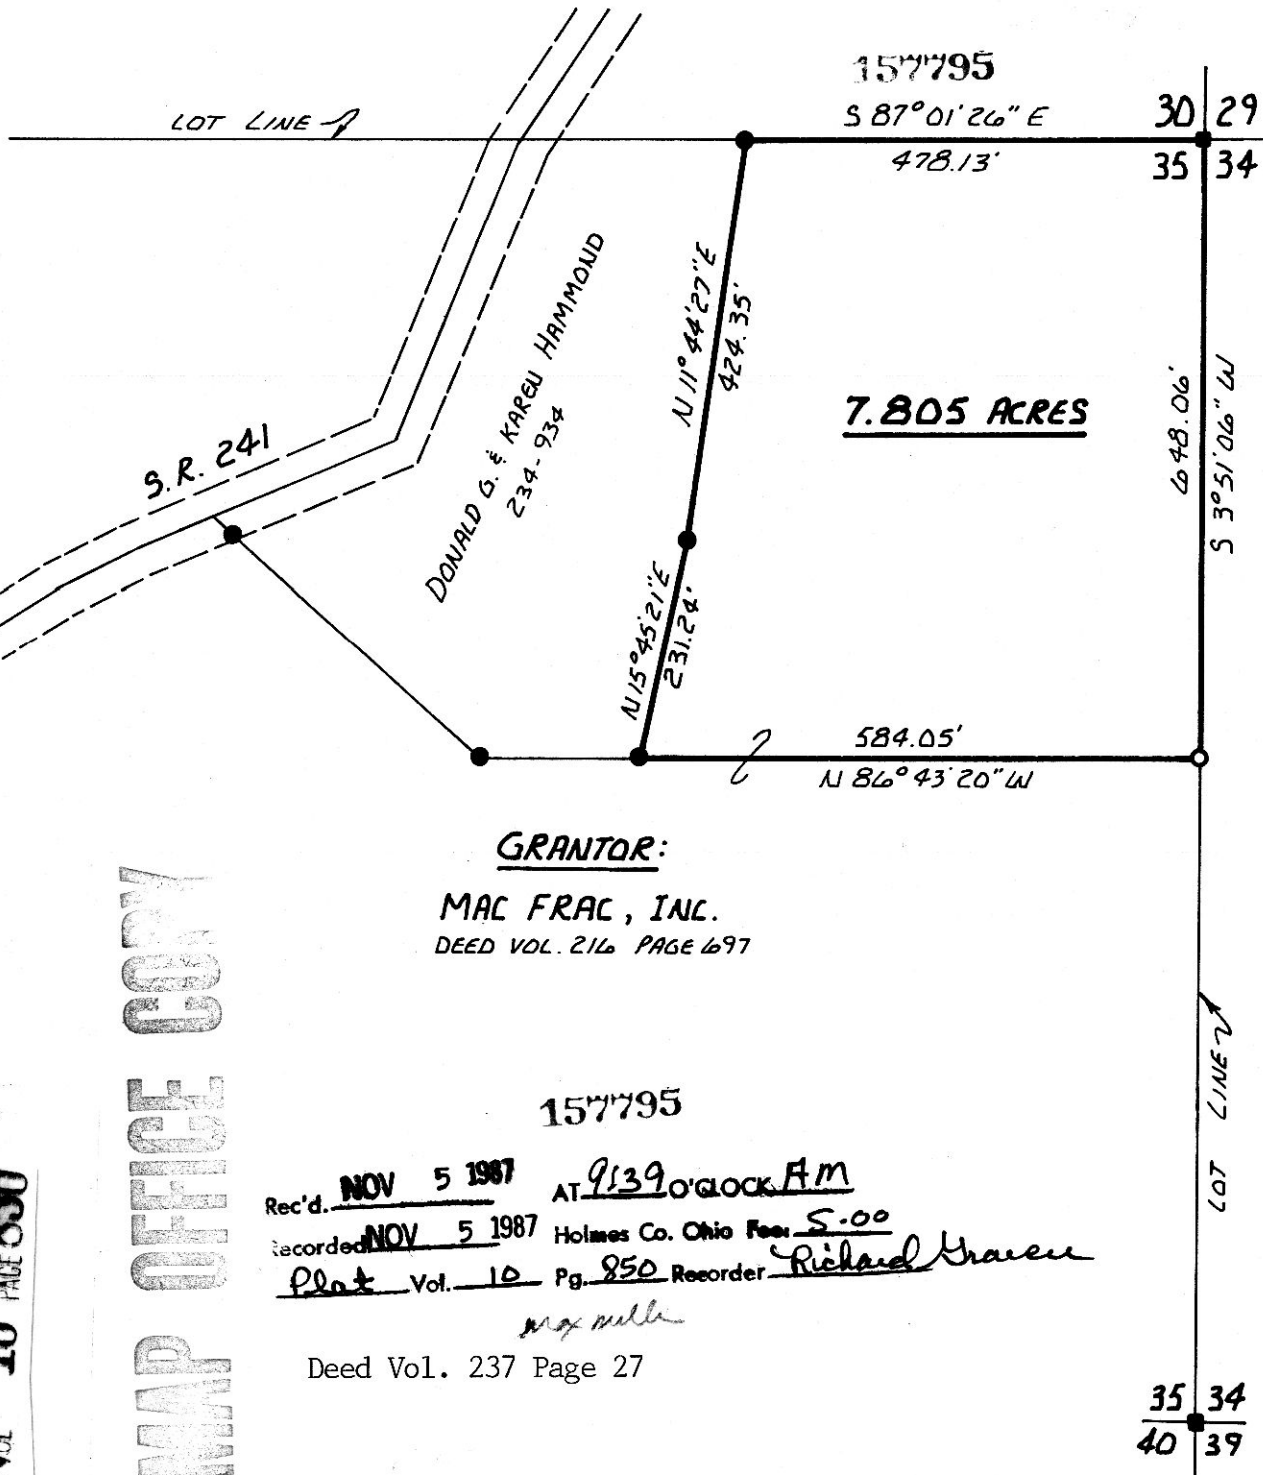 157795
LOT LINE
S 87° 01' 26" E
478.13'
30 29
35 34
N 11° 44' 27" E
424.35'
DONALD G. & KAREN HAMMOND
234-934
S.R. 241
7.805 ACRES
648.06'
S 3° 51' 06" W
N 15° 45' 21" E
231.24'
584.05'
N 86° 43' 20" W
GRANTOR:
MAC FRAC, INC.
DEED VOL. 216 PAGE 697
MAP OFFICE COPY
LOT LINE
157795
Rec'd. NOV 5 1987 AT 9:39 O'CLOCK AM
Recorded NOV 5 1987 Holmes Co. Ohio Fee: 5.00
Plat Vol. 10 Pg. 850 Recorder Richard Graven
Deed Vol. 237 Page 27
VOL 10 PAGE 850
35 34
40 39